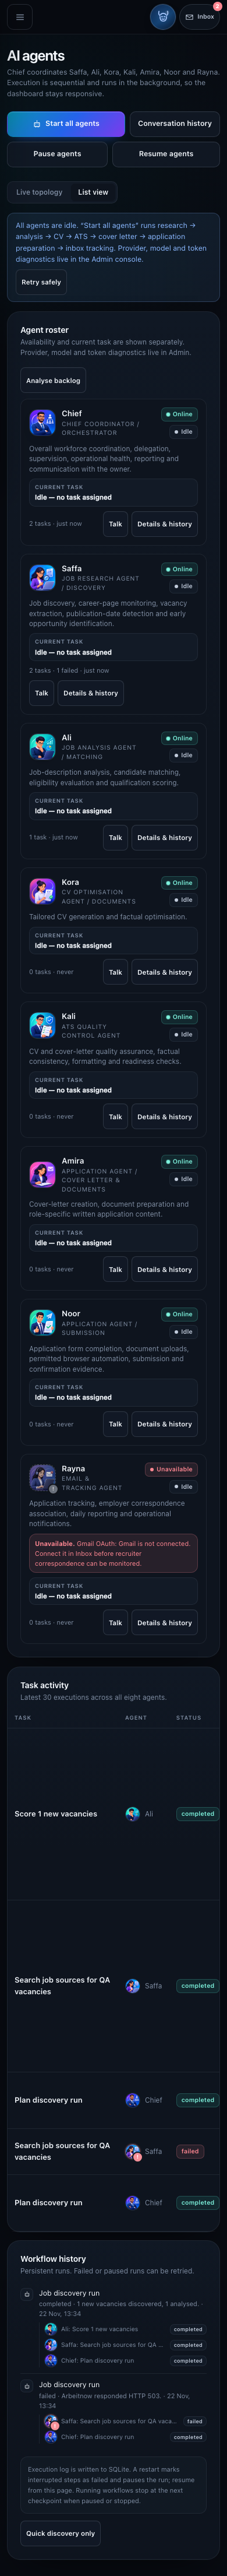 2
Inbox
AI agents
Chief coordinates Saffa, Ali, Kora, Kali, Amira, Noor and Rayna.
Execution is sequential and runs in the background, so the
dashboard stays responsive.
Start all agents
Conversation history
Pause agents
Resume agents
Live topology
List view
All agents are idle. "Start all agents" runs research →
analysis → CV → ATS → cover letter → application
preparation → inbox tracking. Provider, model and token
diagnostics live in the Admin console.
Retry safely
Agent roster
Availability and current task are shown separately.
Provider, model and token diagnostics live in Admin.
Analyse backlog
Chief
CHIEF COORDINATOR /
ORCHESTRATOR
Online
Idle
Overall workforce coordination, delegation,
supervision, operational health, reporting and
communication with the owner.
CURRENT TASK
Idle — no task assigned
2 tasks · just now
Talk
Details & history
Saffa
JOB RESEARCH AGENT
/ DISCOVERY
Online
Idle
Job discovery, career-page monitoring, vacancy
extraction, publication-date detection and early
opportunity identification.
CURRENT TASK
Idle — no task assigned
2 tasks · 1 failed · just now
Talk
Details & history
Ali
JOB ANALYSIS AGENT
/ MATCHING
Online
Idle
Job-description analysis, candidate matching,
eligibility evaluation and qualification scoring.
CURRENT TASK
Idle — no task assigned
1 task · just now
Talk
Details & history
Kora
CV OPTIMISATION
AGENT / DOCUMENTS
Online
Idle
Tailored CV generation and factual optimisation.
CURRENT TASK
Idle — no task assigned
0 tasks · never
Talk
Details & history
Kali
ATS QUALITY
CONTROL AGENT
Online
Idle
CV and cover-letter quality assurance, factual
consistency, formatting and readiness checks.
CURRENT TASK
Idle — no task assigned
0 tasks · never
Talk
Details & history
Amira
APPLICATION AGENT /
COVER LETTER &
DOCUMENTS
Online
Idle
Cover-letter creation, document preparation and
role-specific written application content.
CURRENT TASK
Idle — no task assigned
0 tasks · never
Talk
Details & history
Noor
APPLICATION AGENT /
SUBMISSION
Online
Idle
Application form completion, document uploads,
permitted browser automation, submission and
confirmation evidence.
CURRENT TASK
Idle — no task assigned
0 tasks · never
Talk
Details & history
Rayna
EMAIL &
TRACKING AGENT
Unavailable
Idle
Application tracking, employer correspondence
association, daily reporting and operational
notifications.
Unavailable. Gmail OAuth: Gmail is not connected.
Connect it in Inbox before recruiter
correspondence can be monitored.
CURRENT TASK
Idle — no task assigned
0 tasks · never
Talk
Details & history
Task activity
Latest 30 executions across all eight agents.
TASK AGENT STATUS
Score 1 new vacancies Ali completed
Search job sources for QA
vacancies
Saffa completed
Plan discovery run Chief completed
Search job sources for QA
vacancies
Saffa failed
Plan discovery run Chief completed
Workflow history
Persistent runs. Failed or paused runs can be retried.
Job discovery run
completed · 1 new vacancies discovered, 1 analysed. ·
22 Nov, 13:34
Ali: Score 1 new vacancies completed
Saffa: Search job sources for QA ... completed
Chief: Plan discovery run completed
Job discovery run
failed · Arbeitnow responded HTTP 503. · 22 Nov,
13:34
Saffa: Search job sources for QA vaca... failed
Chief: Plan discovery run completed
Execution log is written to SQLite. A restart marks
interrupted steps as failed and pauses the run; resume
from this page. Running workflows stop at the next
checkpoint when paused or stopped.
Quick discovery only